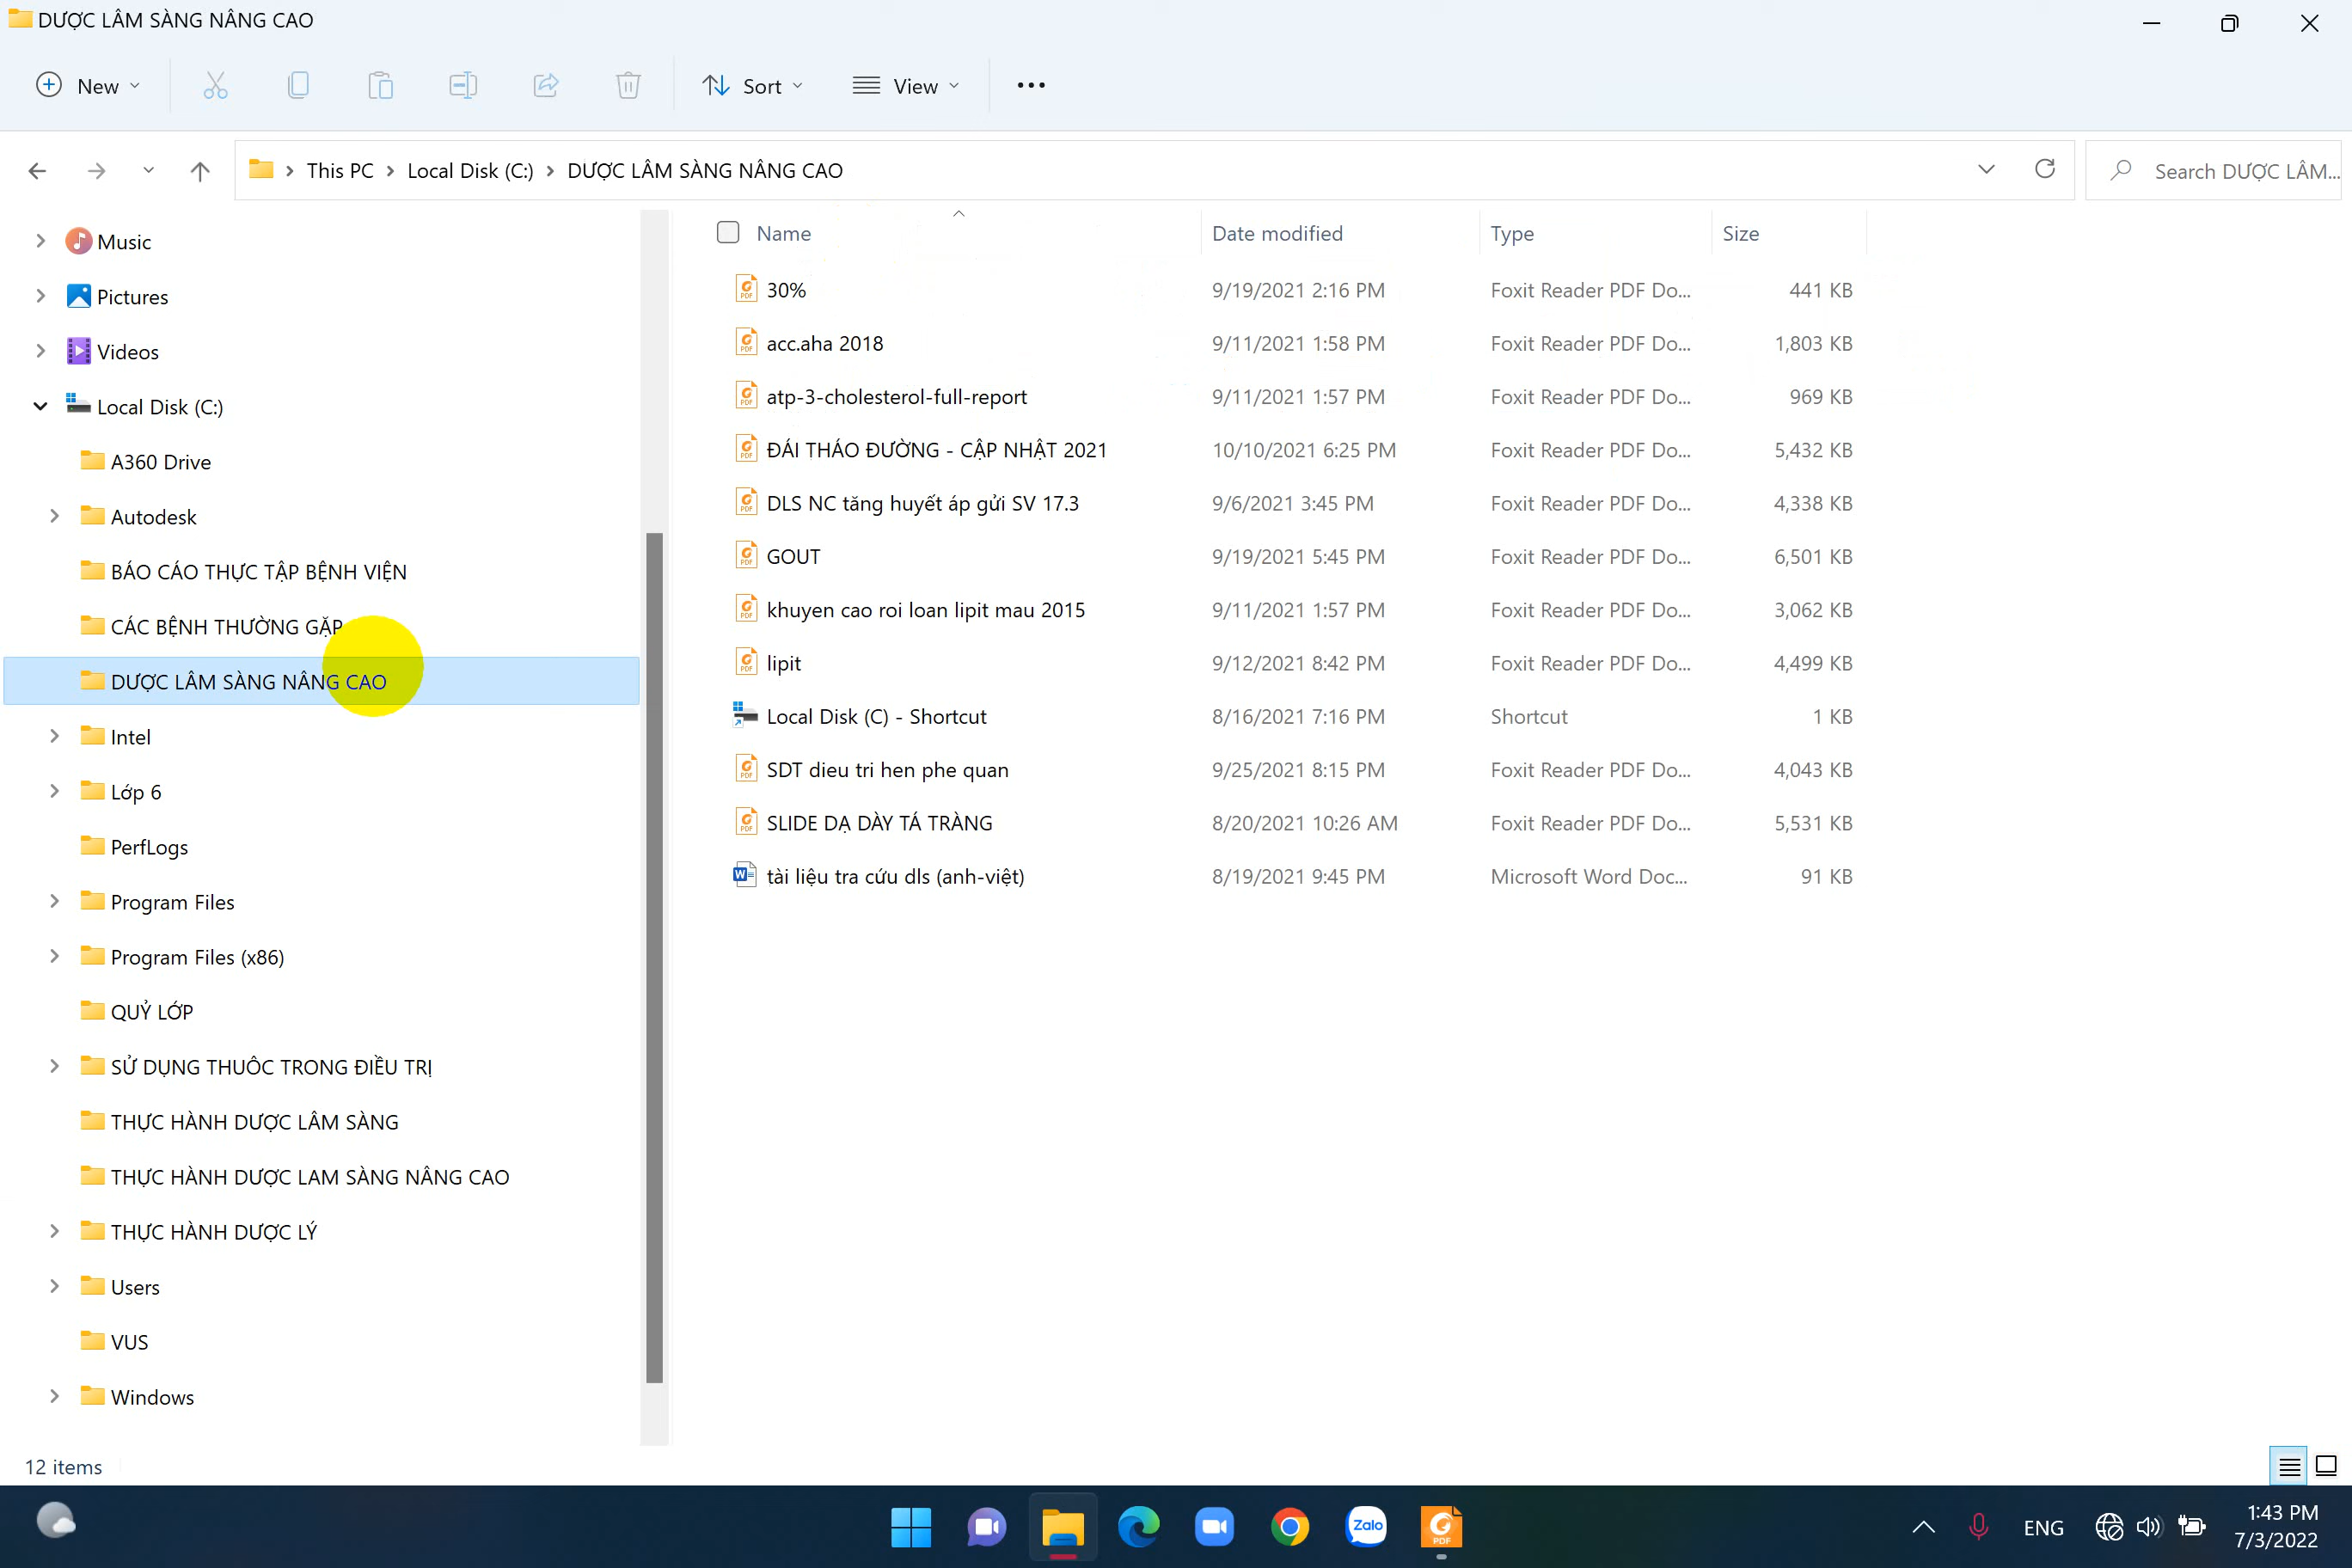 DƯỢC LÂM SÀNG NÂNG CAO
New
Sort
View
This PC > Local Disk (C:) > DƯỢC LÂM SÀNG NÂNG CAO
Search DƯỢC LÂM...
Music
Pictures
Videos
Local Disk (C:)
A360 Drive
Autodesk
BÁO CÁO THỰC TẬP BỆNH VIỆN
CÁC BỆNH THƯỜNG GẶP
DƯỢC LÂM SÀNG NÂNG CAO
Intel
Lớp 6
PerfLogs
Program Files
Program Files (x86)
QUỶ LỚP
SỬ DỤNG THUÔC TRONG ĐIỀU TRỊ
THỰC HÀNH DƯỢC LÂM SÀNG
THỰC HÀNH DƯỢC LAM SÀNG NÂNG CAO
THỰC HÀNH DƯỢC LÝ
Users
VUS
Windows
Name Date modified Type Size
30% 9/19/2021 2:16 PM Foxit Reader PDF Do... 441 KB
acc.aha 2018 9/11/2021 1:58 PM Foxit Reader PDF Do... 1,803 KB
atp-3-cholesterol-full-report 9/11/2021 1:57 PM Foxit Reader PDF Do... 969 KB
ĐÁI THÁO ĐƯỜNG - CẬP NHẬT 2021 10/10/2021 6:25 PM Foxit Reader PDF Do... 5,432 KB
DLS NC tăng huyết áp gửi SV 17.3 9/6/2021 3:45 PM Foxit Reader PDF Do... 4,338 KB
GOUT 9/19/2021 5:45 PM Foxit Reader PDF Do... 6,501 KB
khuyen cao roi loan lipit mau 2015 9/11/2021 1:57 PM Foxit Reader PDF Do... 3,062 KB
lipit 9/12/2021 8:42 PM Foxit Reader PDF Do... 4,499 KB
Local Disk (C) - Shortcut 8/16/2021 7:16 PM Shortcut 1 KB
SDT dieu tri hen phe quan 9/25/2021 8:15 PM Foxit Reader PDF Do... 4,043 KB
SLIDE DẠ DÀY TÁ TRÀNG 8/20/2021 10:26 AM Foxit Reader PDF Do... 5,531 KB
tài liệu tra cứu dls (anh-việt) 8/19/2021 9:45 PM Microsoft Word Doc... 91 KB
12 items
Zalo
PDF
ENG
1:43 PM
7/3/2022